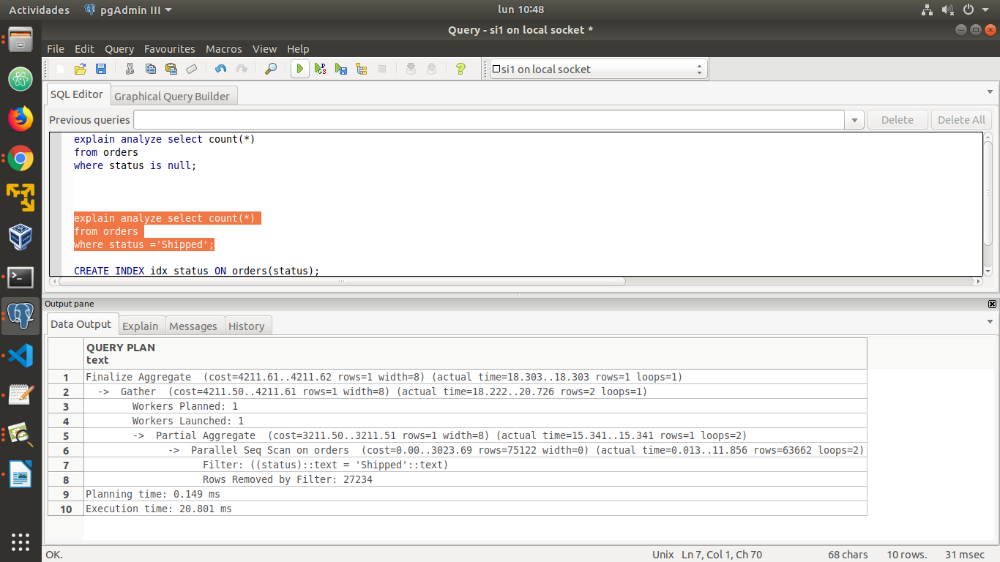 Actividades pgAdmin III lun 10:48
Query - si1 on local socket *
File Edit Query Favourites Macros View Help
si1 on local socket
SQL Editor Graphical Query Builder
Previous queries Delete Delete All
explain analyze select count(*)
from orders
where status is null;
explain analyze select count(*)
from orders
where status ='Shipped';
CREATE INDEX idx_status ON orders(status);
Output pane
Data Output Explain Messages History
QUERY PLAN
text
1 Finalize Aggregate (cost=4211.61..4211.62 rows=1 width=8) (actual time=18.303..18.303 rows=1 loops=1)
2 -> Gather (cost=4211.50..4211.61 rows=1 width=8) (actual time=18.222..20.726 rows=2 loops=1)
3 Workers Planned: 1
4 Workers Launched: 1
5 -> Partial Aggregate (cost=3211.50..3211.51 rows=1 width=8) (actual time=15.341..15.341 rows=1 loops=2)
6 -> Parallel Seq Scan on orders (cost=0.00..3023.69 rows=75122 width=0) (actual time=0.013..11.856 rows=63662 loops=2)
7 Filter: ((status)::text = 'Shipped'::text)
8 Rows Removed by Filter: 27234
9 Planning time: 0.149 ms
10 Execution time: 20.801 ms
OK. Unix Ln 7, Col 1, Ch 70 68 chars 10 rows. 31 msec